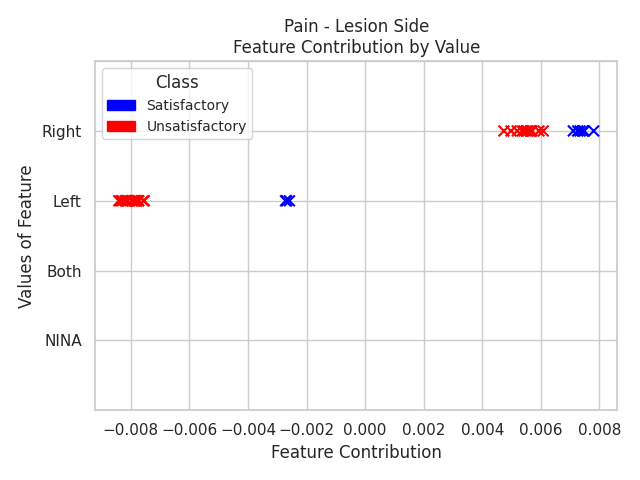 Pain - Lesion Side
Feature Contribution by Value
Class
Satisfactory
Unsatisfactory
Values of Feature
Right
Left
Both
NINA
−0.008 −0.006 −0.004 −0.002 0.000 0.002 0.004 0.006 0.008
Feature Contribution